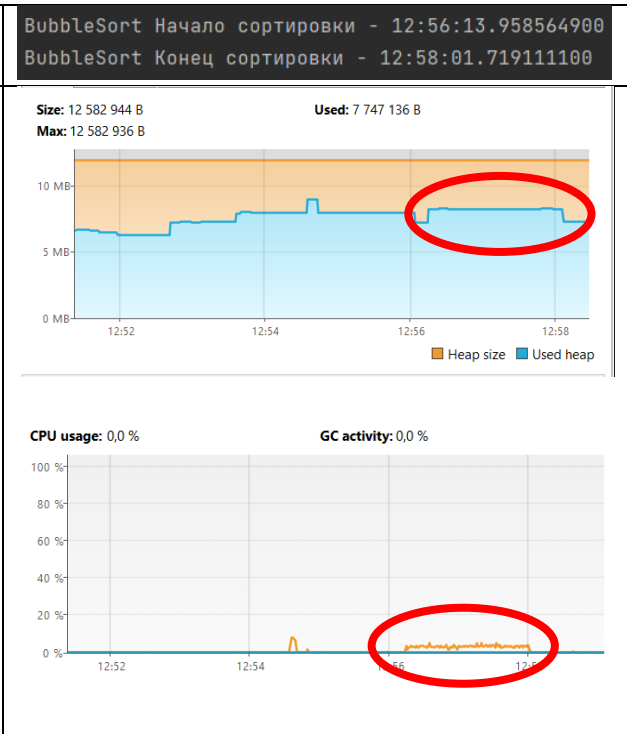 BubbleSort Начало сортировки - 12:56:13.958564900
BubbleSort Конец сортировки - 12:58:01.719111100
Size: 12 582 944 B Used: 7 747 136 B
Max: 12 582 936 B
10 MB
5 MB
0 MB
12:52 12:54 12:56 12:58
Heap size Used heap
CPU usage: 0,0 % GC activity: 0,0 %
100 %
80 %
60 %
40 %
20 %
0 %
12:52 12:54